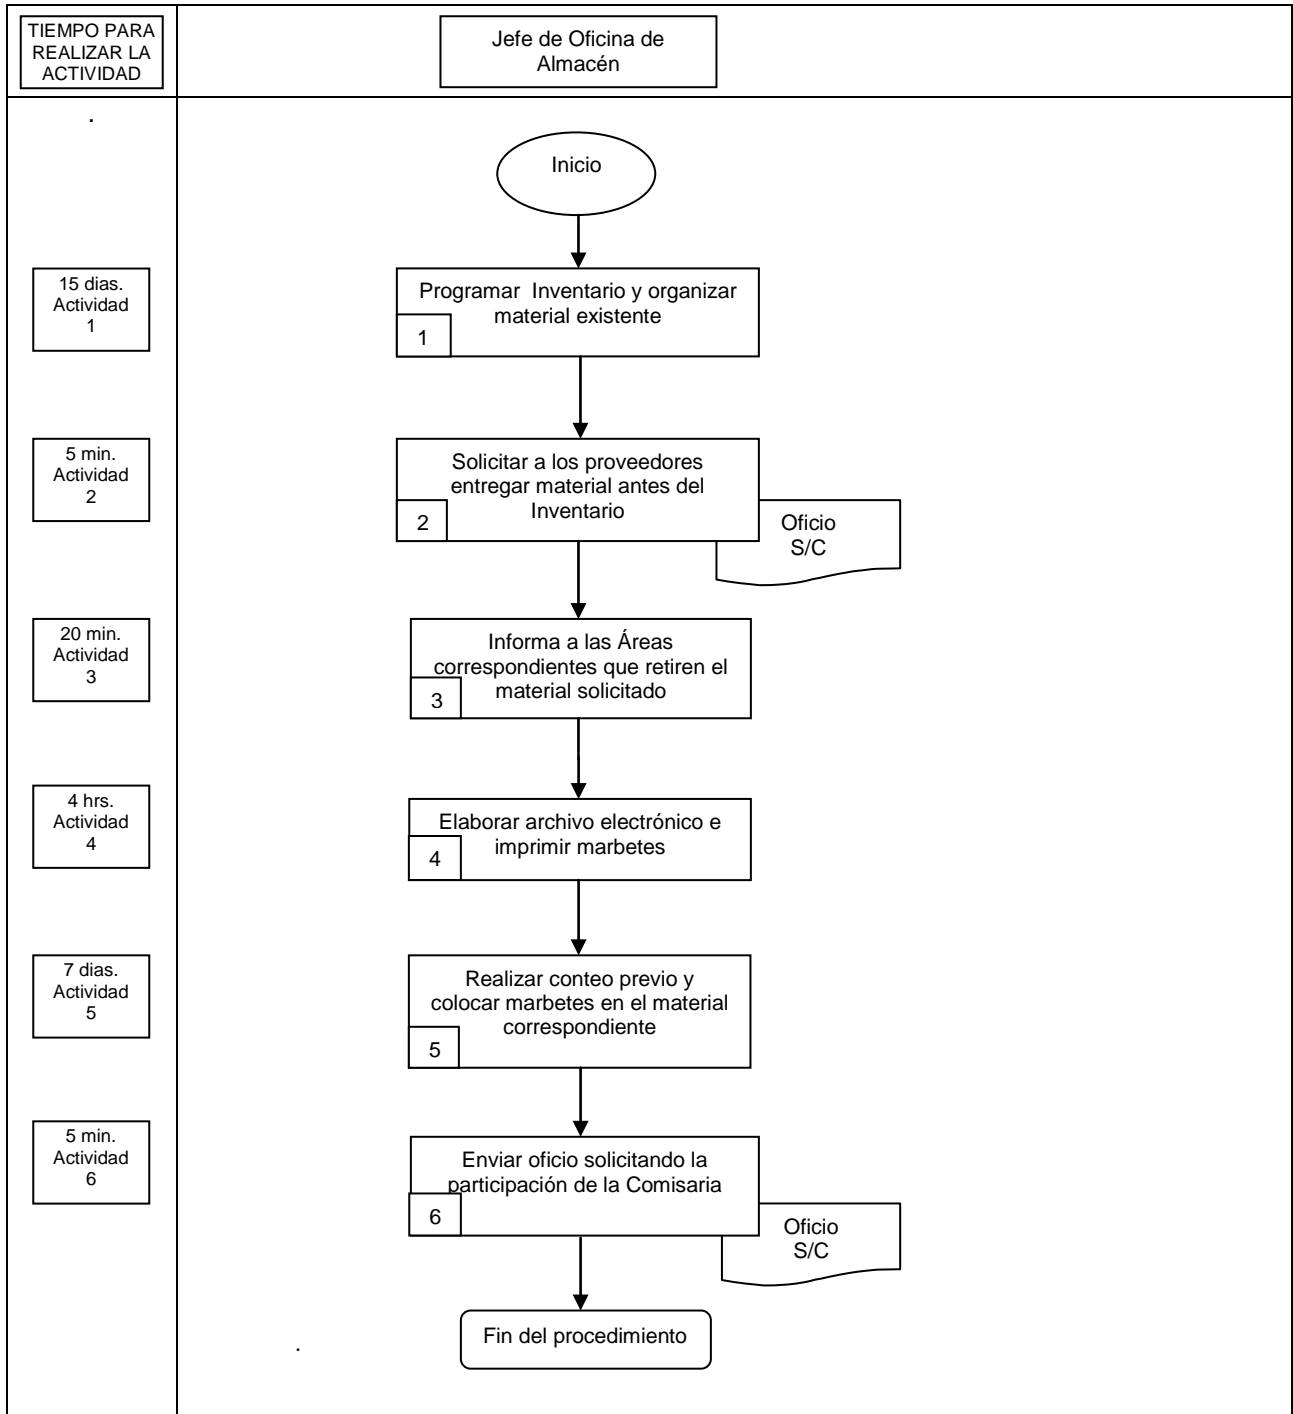 TIEMPO PARA
REALIZAR LA
ACTIVIDAD
Jefe de Oficina de
Almacén
.
Inicio
15 dias.
Actividad
1
Programar Inventario y organizar
material existente
1
5 min.
Actividad
2
Solicitar a los proveedores
entregar material antes del
Inventario
2
Oficio
S/C
20 min.
Actividad
3
Informa a las Áreas
correspondientes que retiren el
material solicitado
3
4 hrs.
Actividad
4
Elaborar archivo electrónico e
imprimir marbetes
4
7 dias.
Actividad
5
Realizar conteo previo y
colocar marbetes en el material
correspondiente
5
5 min.
Actividad
6
Enviar oficio solicitando la
participación de la Comisaria
6
Oficio
S/C
Fin del procedimiento
.